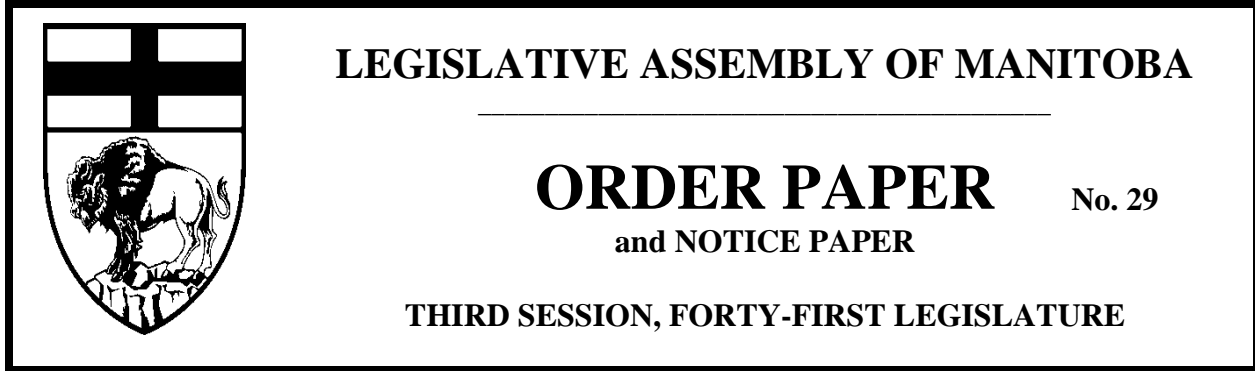 LEGISLATIVE ASSEMBLY OF MANITOBA
ORDER PAPER No. 29
and NOTICE PAPER
THIRD SESSION, FORTY-FIRST LEGISLATURE